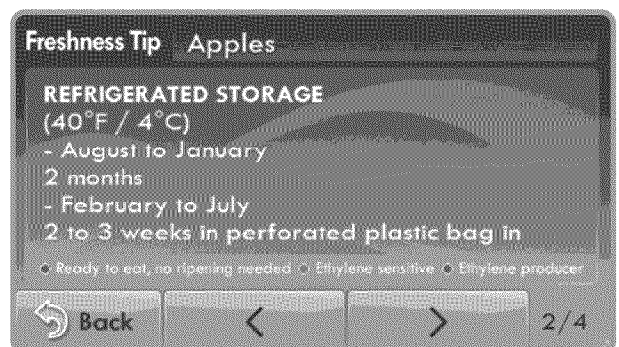 Freshness Tip Apples
REFRIGERATED STORAGE
(40°F / 4°C)
- August to January
2 months
- February to July
2 to 3 weeks in perforated plastic bag in
Ready to eat, no ripening needed Ethylene sensitive Ethylene producer
Back < > 2/4